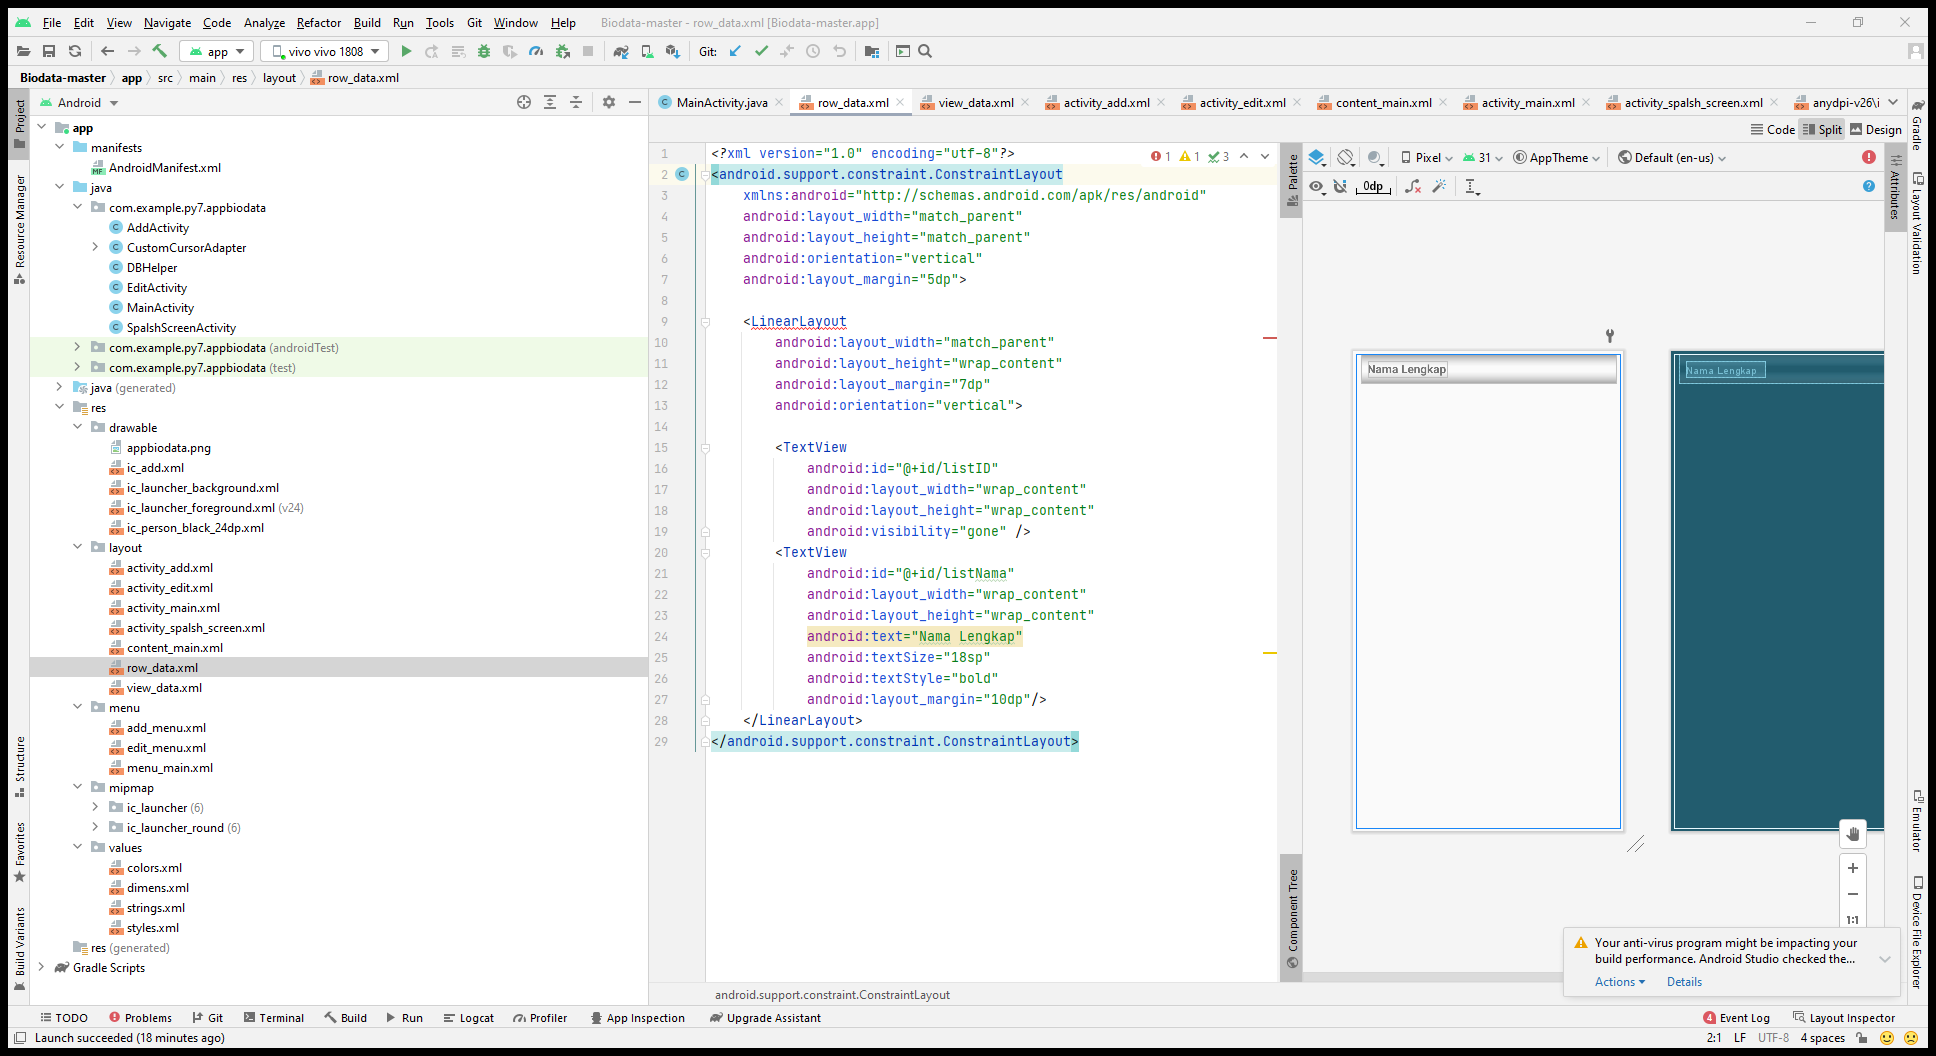 File Edit View Navigate Code Analyze Refactor Build Run Tools Git Window Help Biodata-master - row_data.xml [Biodata-master.app]
app vivo vivo 1808 Git:
Biodata-master app src main res layout row_data.xml
Android
MainActivity.java row_data.xml view_data.xml activity_add.xml activity_edit.xml content_main.xml activity_main.xml activity_spalsh_screen.xml anydpi-v26\i
Code Split Design
Project
Resource Manager
Structure
Favorites
Build Variants
app
manifests
AndroidManifest.xml
java
com.example.py7.appbiodata
AddActivity
CustomCursorAdapter
DBHelper
EditActivity
MainActivity
SpalshScreenActivity
com.example.py7.appbiodata (androidTest)
com.example.py7.appbiodata (test)
java (generated)
res
drawable
appbiodata.png
ic_add.xml
ic_launcher_background.xml
ic_launcher_foreground.xml (v24)
ic_person_black_24dp.xml
layout
activity_add.xml
activity_edit.xml
activity_main.xml
activity_spalsh_screen.xml
content_main.xml
row_data.xml
view_data.xml
menu
add_menu.xml
edit_menu.xml
menu_main.xml
mipmap
ic_launcher (6)
ic_launcher_round (6)
values
colors.xml
dimens.xml
strings.xml
styles.xml
res (generated)
Gradle Scripts
1 <?xml version="1.0" encoding="utf-8"?>
1 1 3
2 <android.support.constraint.ConstraintLayout
3 xmlns:android="http://schemas.android.com/apk/res/android"
4 android:layout_width="match_parent"
5 android:layout_height="match_parent"
6 android:orientation="vertical"
7 android:layout_margin="5dp">
8
9 <LinearLayout
10 android:layout_width="match_parent"
11 android:layout_height="wrap_content"
12 android:layout_margin="7dp"
13 android:orientation="vertical">
14
15 <TextView
16 android:id="@+id/listID"
17 android:layout_width="wrap_content"
18 android:layout_height="wrap_content"
19 android:visibility="gone" />
20 <TextView
21 android:id="@+id/listNama"
22 android:layout_width="wrap_content"
23 android:layout_height="wrap_content"
24 android:text="Nama Lengkap"
25 android:textSize="18sp"
26 android:textStyle="bold"
27 android:layout_margin="10dp"/>
28 </LinearLayout>
29 </android.support.constraint.ConstraintLayout>
android.support.constraint.ConstraintLayout
Palette
Component Tree
Pixel 31 AppTheme Default (en-us)
0dp
Nama Lengkap
Nama Lengkap
1:1
Attributes
Gradle
Layout Validation
Emulator
Device File Explorer
Your anti-virus program might be impacting your
build performance. Android Studio checked the...
Actions Details
TODO Problems Git Terminal Build Run Logcat Profiler App Inspection Upgrade Assistant 4 Event Log Layout Inspector
Launch succeeded (18 minutes ago) 2:1 LF UTF-8 4 spaces